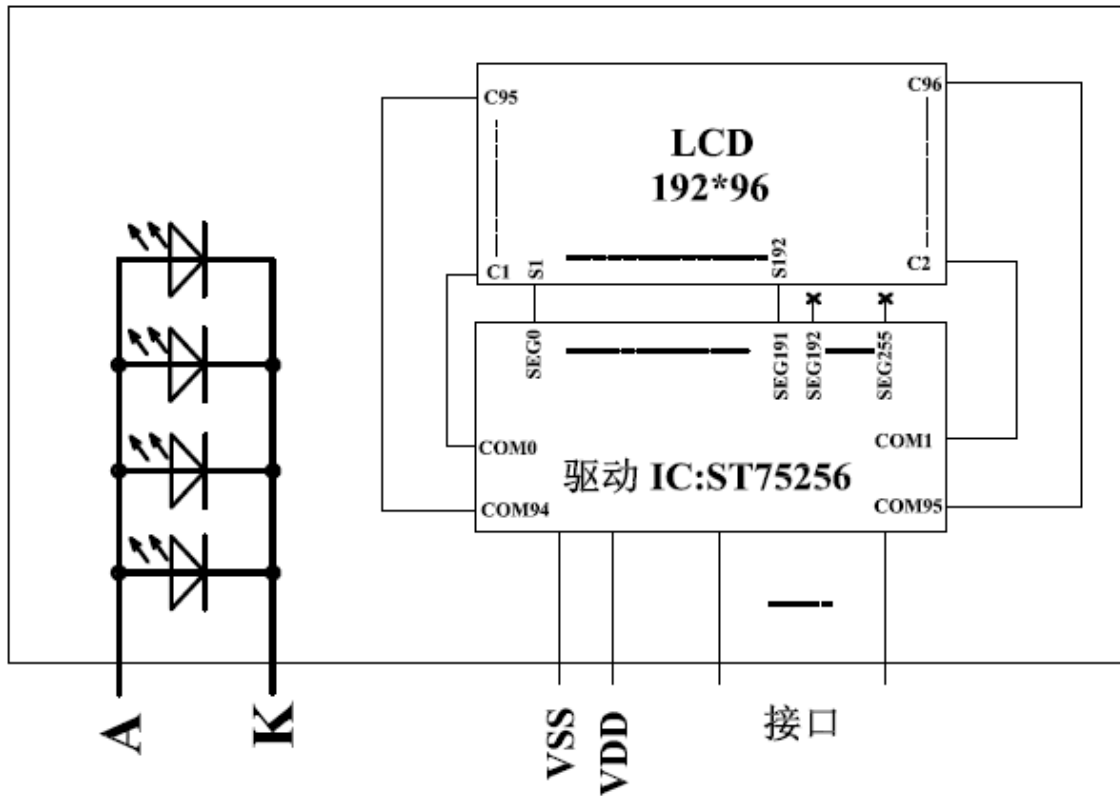 C95
C96
LCD
192*96
C1
S1
S192
C2
SEG0
SEG191
SEG192
SEG255
COM0
COM1
驱动 IC:ST75256
COM94
COM95
A
K
VSS
VDD
接口